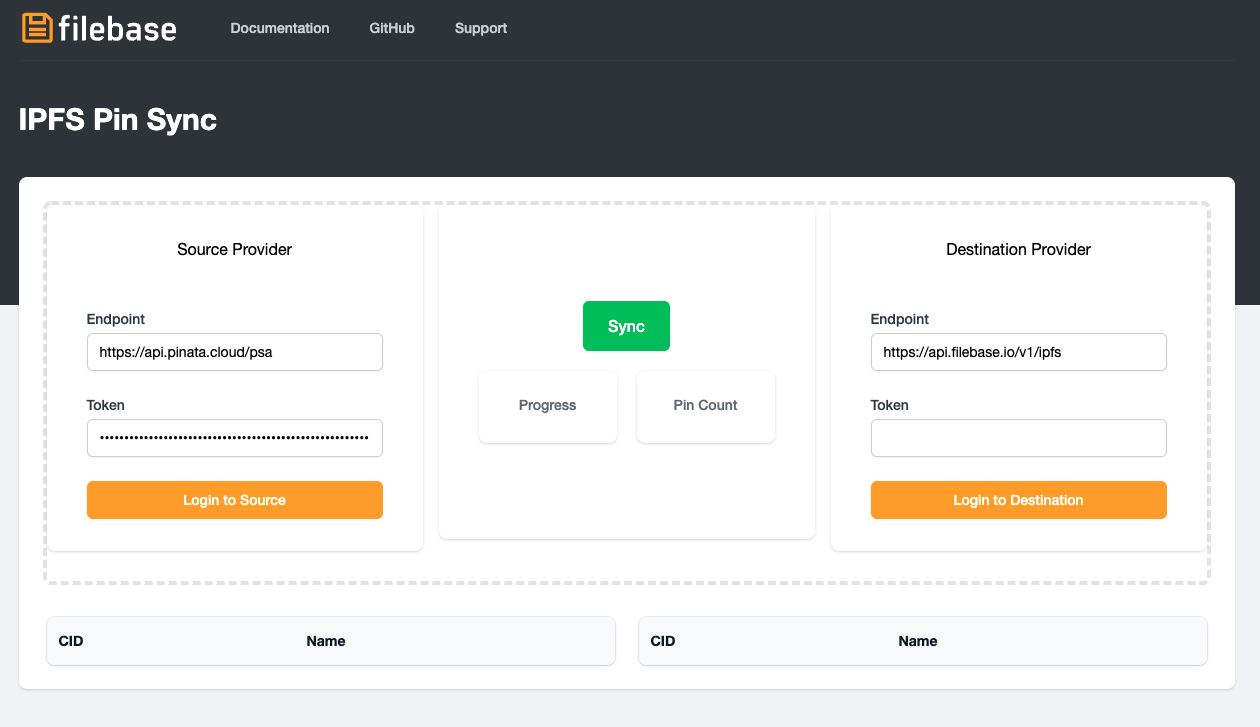 filebase
Documentation
GitHub
Support
IPFS Pin Sync
Source Provider
Endpoint
https://api.pinata.cloud/psa
Token
Login to Source
Sync
Progress
Pin Count
Destination Provider
Endpoint
https://api.filebase.io/v1/ipfs
Token
Login to Destination
CID Name
CID Name